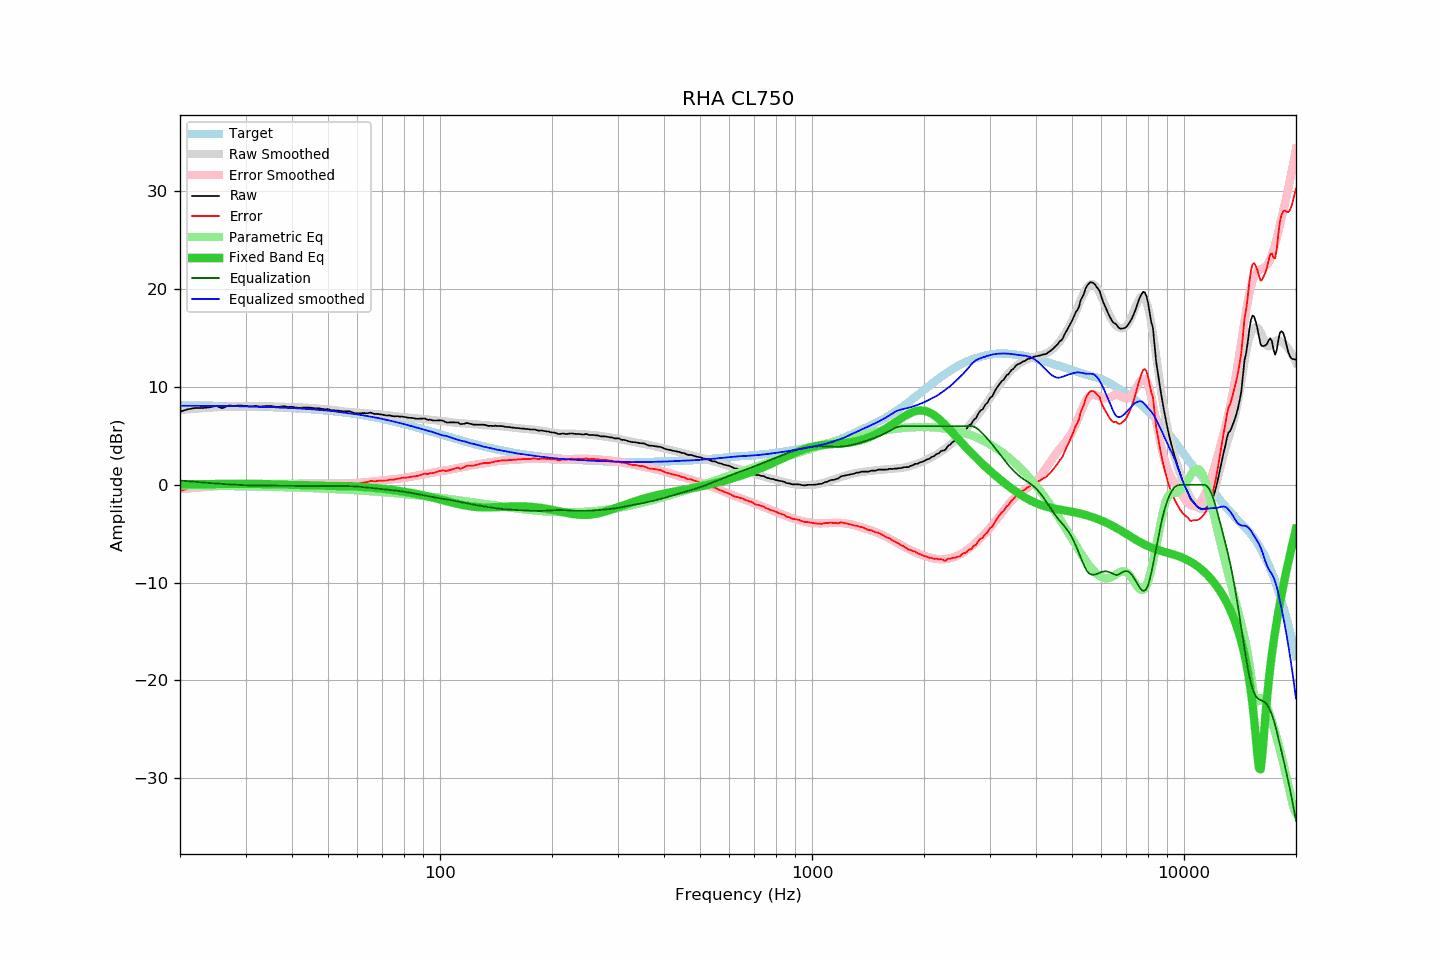 RHA CL750
Target
Raw Smoothed
Error Smoothed
Raw
Error
Parametric Eq
Fixed Band Eq
Equalization
Equalized smoothed
30
20
10
0
−10
−20
−30
Amplitude (dBr)
100
1000
10000
Frequency (Hz)